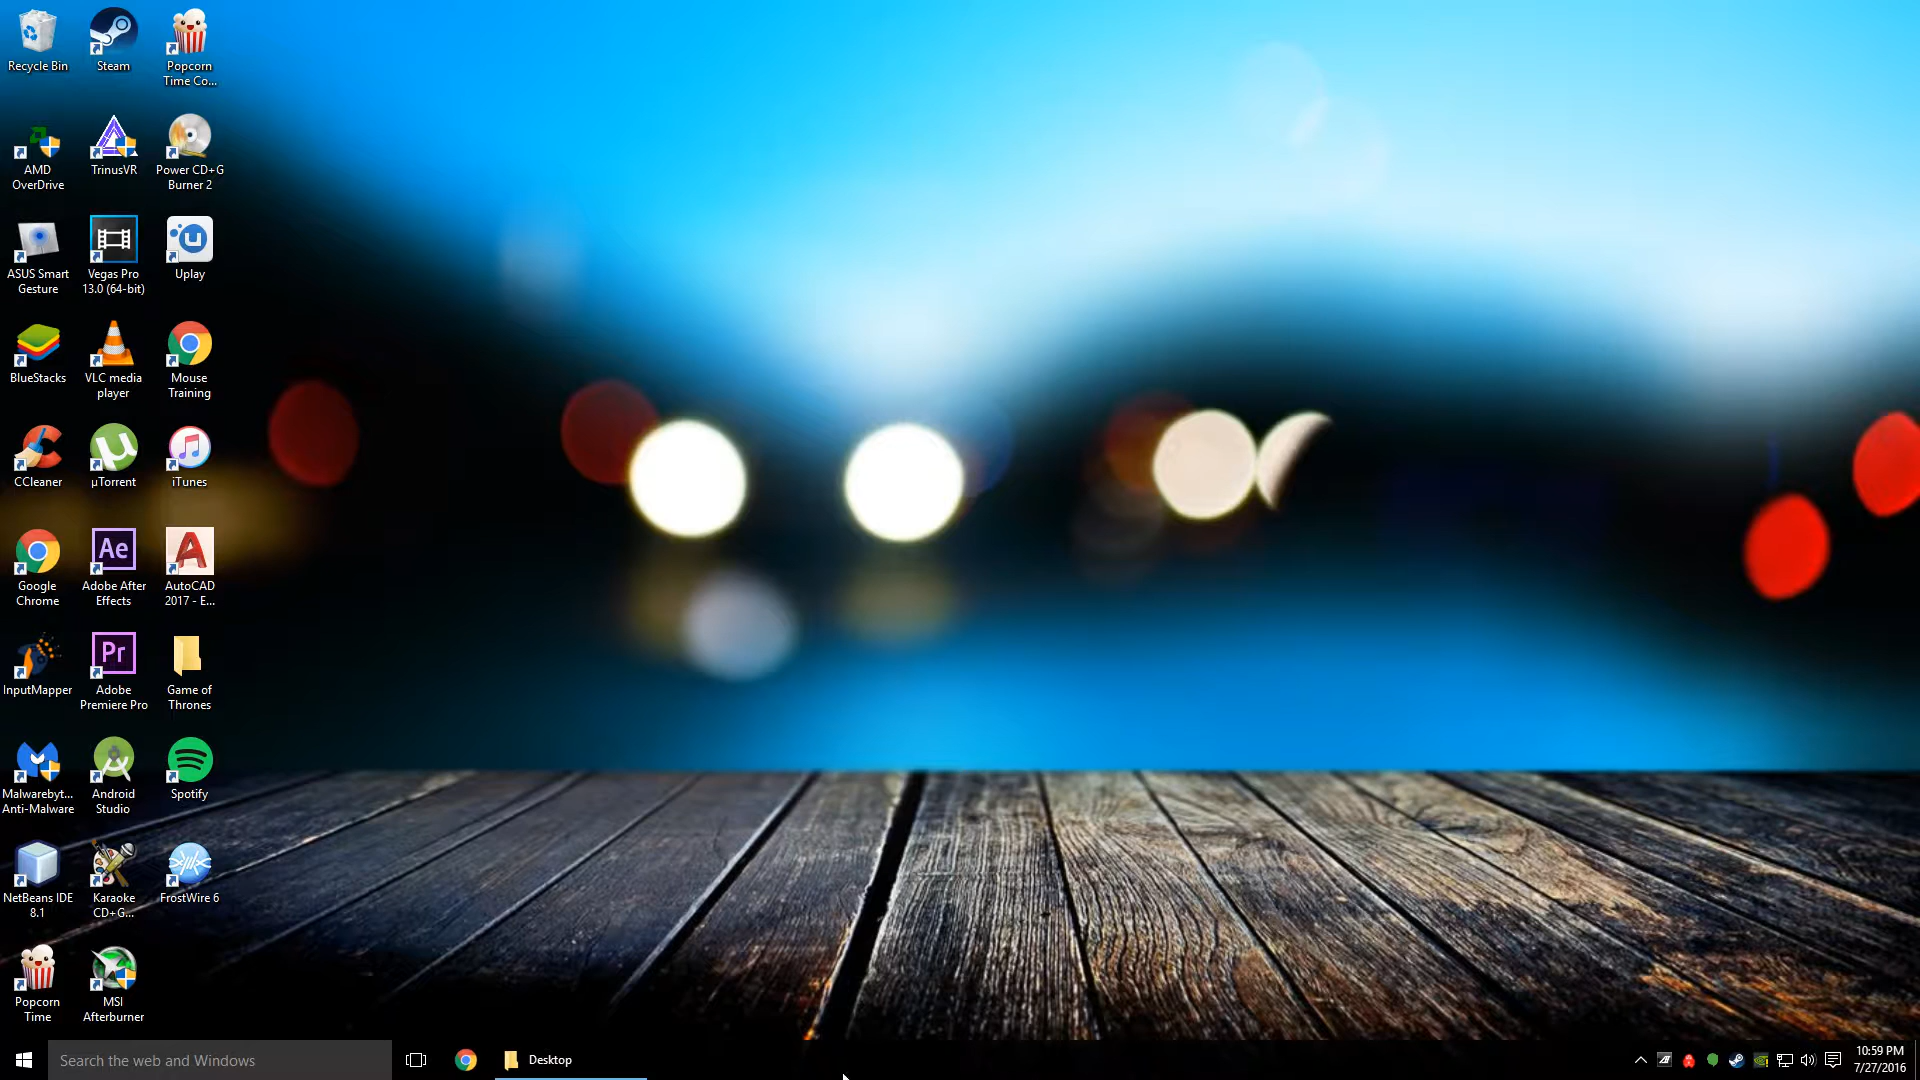 Recycle Bin
Steam
Popcorn
Time Co...
AMD
OverDrive
TrinusVR
Power CD+G
Burner 2
ASUS Smart
Gesture
Vegas Pro
13.0 (64-bit)
Uplay
BlueStacks
VLC media
player
Mouse
Training
CCleaner
µTorrent
iTunes
Google
Chrome
Ae
Adobe After
Effects
AutoCAD
2017 - E...
InputMapper
Pr
Adobe
Premiere Pro
Game of
Thrones
Malwarebyt...
Anti-Malware
Android
Studio
Spotify
NetBeans IDE
8.1
Karaoke
CD+G...
FrostWire 6
Popcorn
Time
MSI
Afterburner
Search the web and Windows
Desktop
10:59 PM
7/27/2016